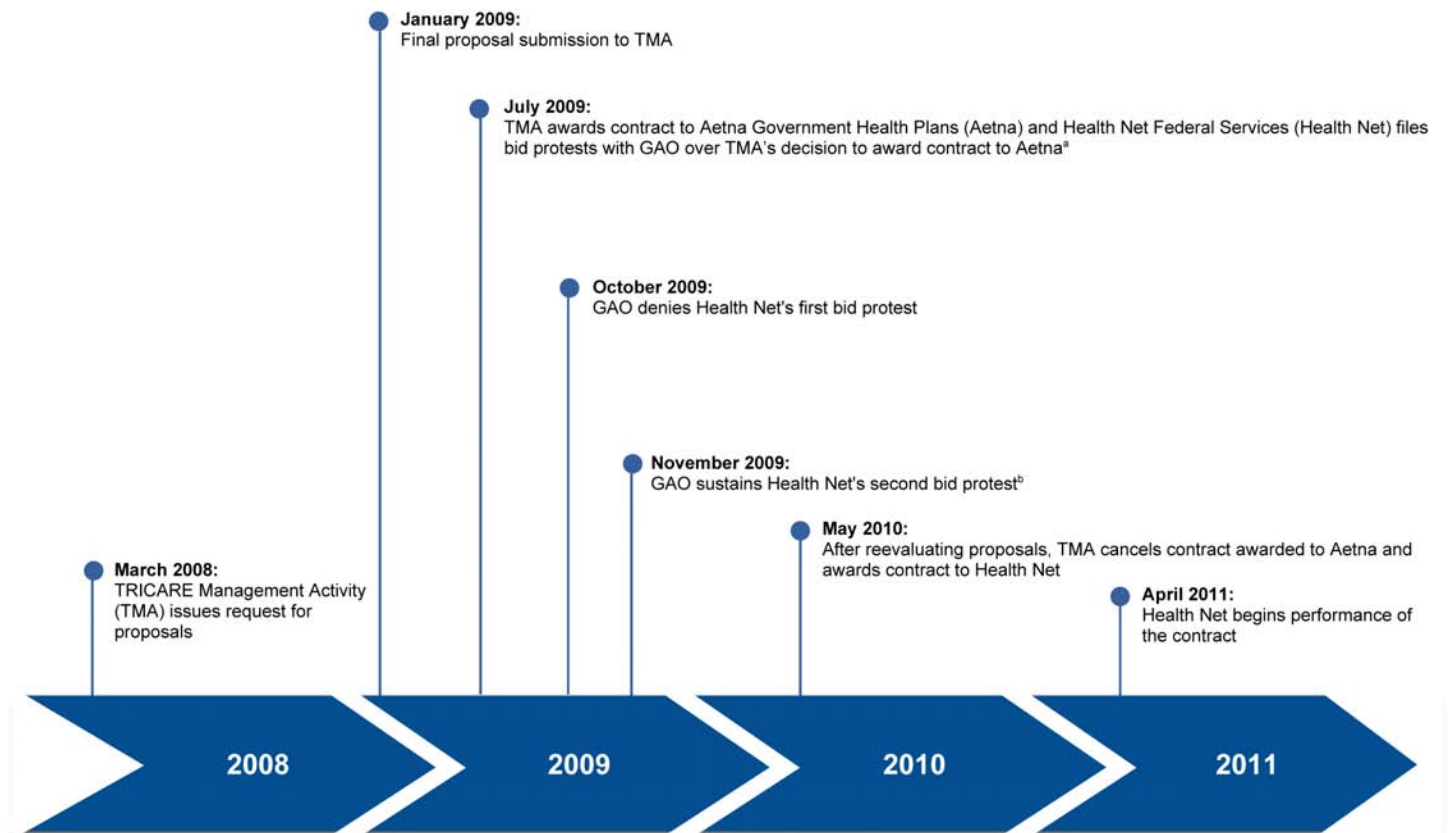 January 2009:
Final proposal submission to TMA
July 2009:
TMA awards contract to Aetna Government Health Plans (Aetna) and Health Net Federal Services (Health Net) files
bid protests with GAO over TMA's decision to award contract to Aetnaᵃ
October 2009:
GAO denies Health Net's first bid protest
November 2009:
GAO sustains Health Net's second bid protestᵇ
May 2010:
After reevaluating proposals, TMA cancels contract awarded to Aetna and
awards contract to Health Net
March 2008:
TRICARE Management Activity
(TMA) issues request for
proposals
April 2011:
Health Net begins performance of
the contract
2008
2009
2010
2011